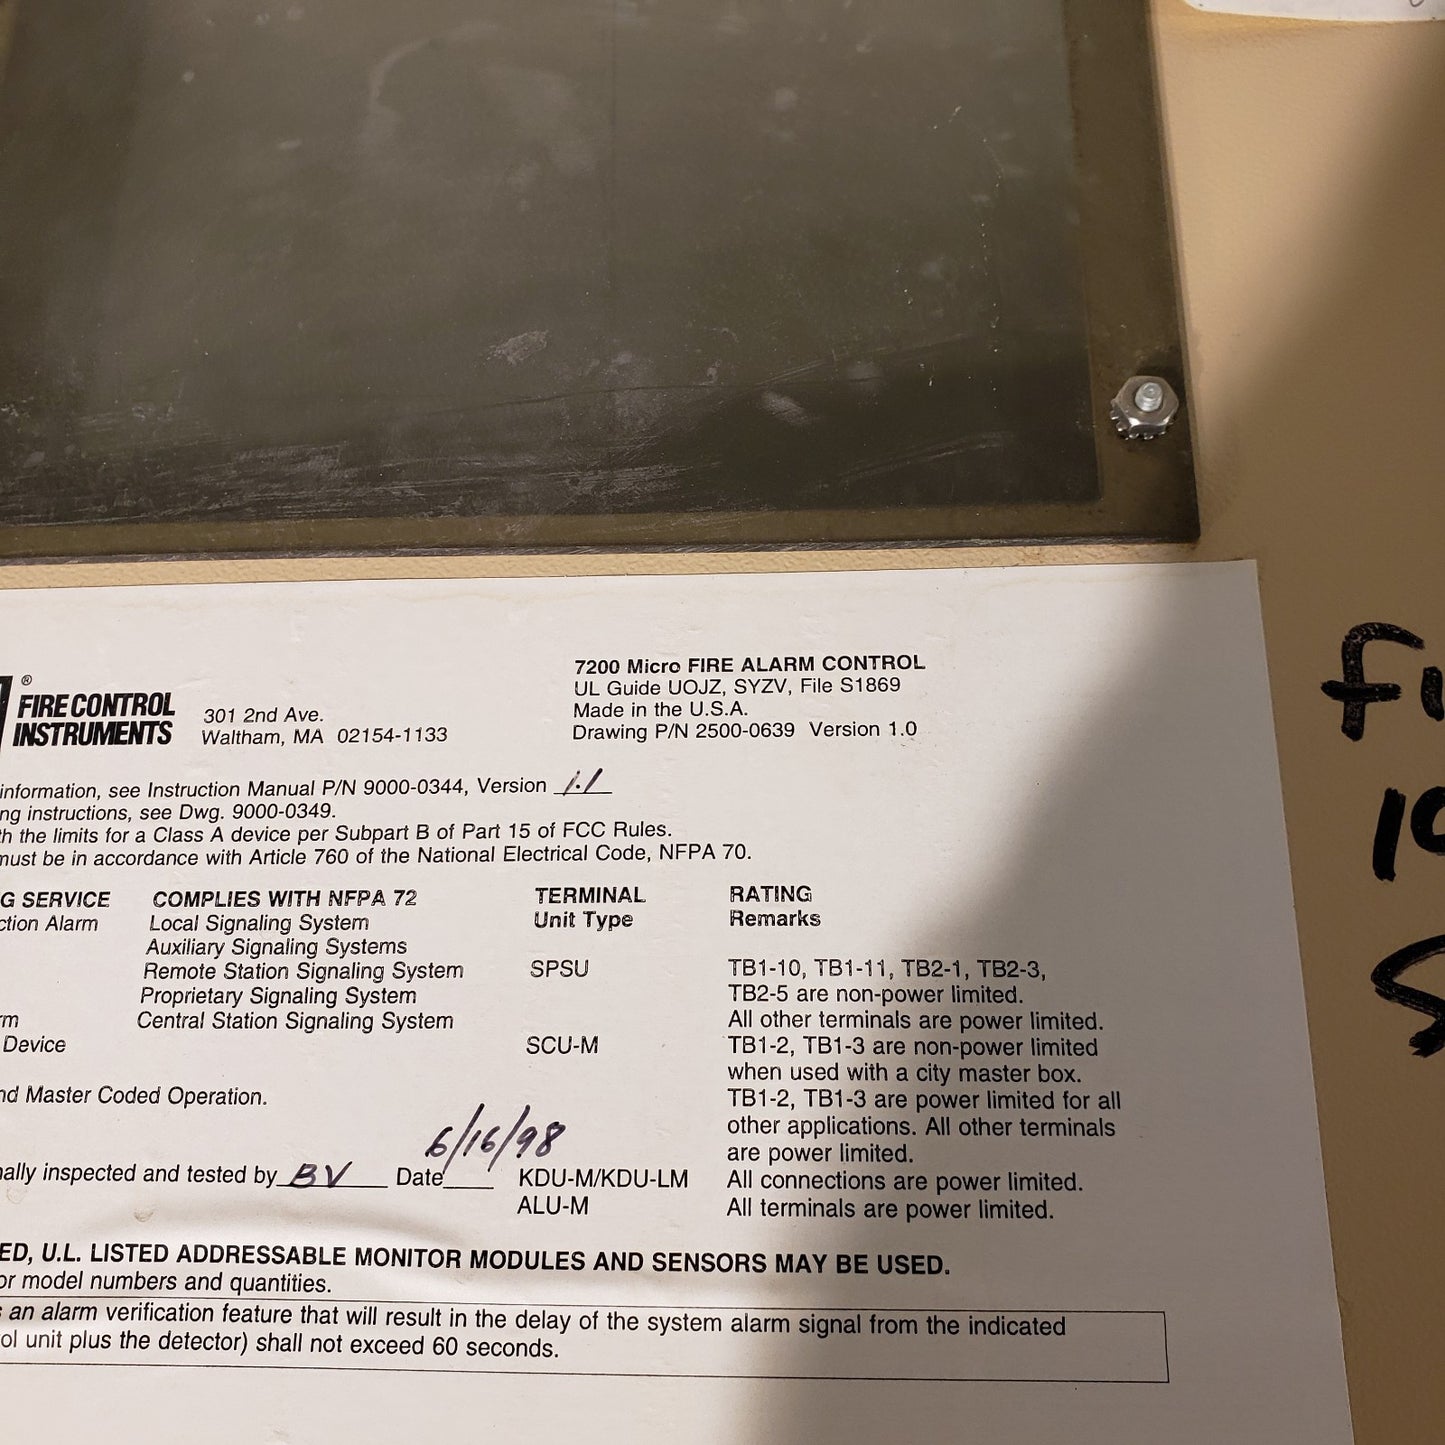 ®
FIRE CONTROL
INSTRUMENTS
301 2nd Ave.
Waltham, MA 02154-1133
7200 Micro FIRE ALARM CONTROL
UL Guide UOJZ, SYZV, File S1869
Made in the U.S.A.
Drawing P/N 2500-0639 Version 1.0
information, see Instruction Manual P/N 9000-0344, Version 1.1
ng instructions, see Dwg. 9000-0349.
th the limits for a Class A device per Subpart B of Part 15 of FCC Rules.
must be in accordance with Article 760 of the National Electrical Code, NFPA 70.
G SERVICE
ction Alarm
rm
Device
nd Master Coded Operation.
COMPLIES WITH NFPA 72
Local Signaling System
Auxiliary Signaling Systems
Remote Station Signaling System
Proprietary Signaling System
Central Station Signaling System
TERMINAL RATING
Unit Type Remarks
SPSU TB1-10, TB1-11, TB2-1, TB2-3,
TB2-5 are non-power limited.
All other terminals are power limited.
SCU-M TB1-2, TB1-3 are non-power limited
when used with a city master box.
TB1-2, TB1-3 are power limited for all
other applications. All other terminals
are power limited.
KDU-M/KDU-LM All connections are power limited.
ALU-M All terminals are power limited.
nally inspected and tested by BV Date 6/16/98
ED, U.L. LISTED ADDRESSABLE MONITOR MODULES AND SENSORS MAY BE USED.
or model numbers and quantities.
s an alarm verification feature that will result in the delay of the system alarm signal from the indicated
ol unit plus the detector) shall not exceed 60 seconds.